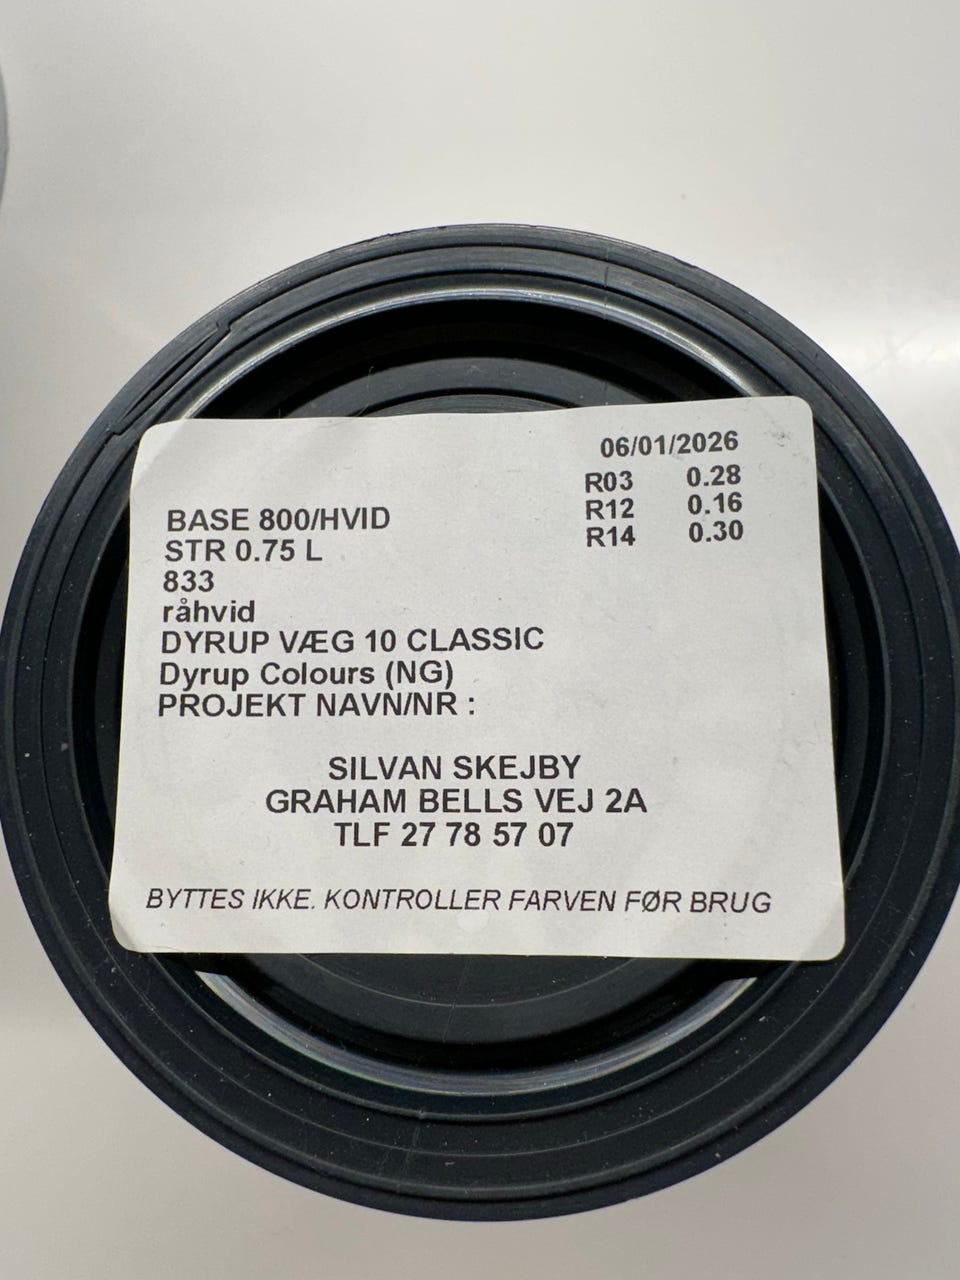 06/01/2026
R03 0.28
R12 0.16
R14 0.30
BASE 800/HVID
STR 0.75 L
833
råhvid
DYRUP VÆG 10 CLASSIC
Dyrup Colours (NG)
PROJEKT NAVN/NR :
SILVAN SKEJBY
GRAHAM BELLS VEJ 2A
TLF 27 78 57 07
BYTTES IKKE. KONTROLLER FARVEN FØR BRUG